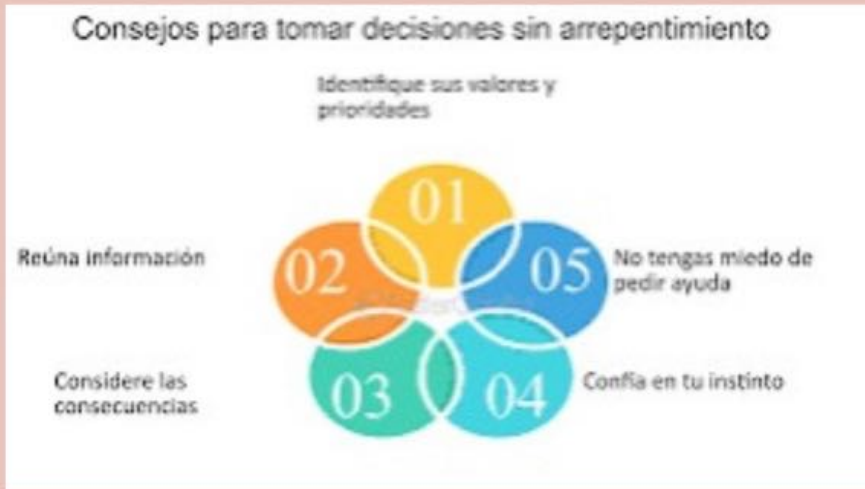 Consejos para tomar decisiones sin arrepentimiento
Identifique sus valores y
prioridades
01
02
Reúna información
05
No tengas miedo de
pedir ayuda
03
Considere las
consecuencias
04
Confía en tu instinto